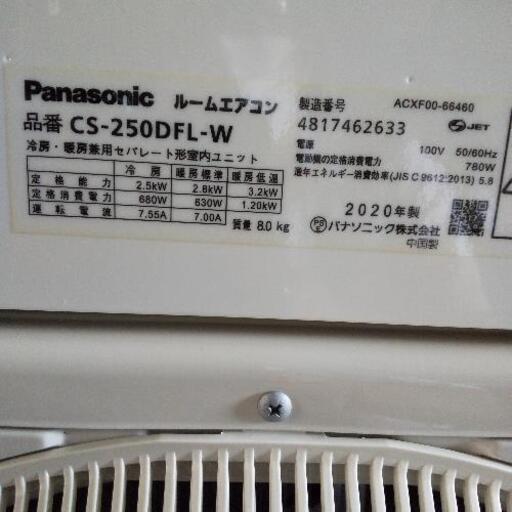 Panasonic ルームエアコン
品番 CS-250DFL-W
冷房・暖房兼用セパレート形室内ユニット
冷房 暖房標準 暖房低温
定格能力 2.5kW 2.8kW 3.2kW
定格消費電力 680W 630W 1.20kW
運転電流 7.55A 7.00A
質量 8.0 kg
製造番号 ACXF00-66460
4817462633 JET
電源 100V 50/60Hz
電動機の定格消費電力 780W
通年エネルギー消費効率(JIS C 9612:2013) 5.8
2020年製
PSE パナソニック株式会社
中国製